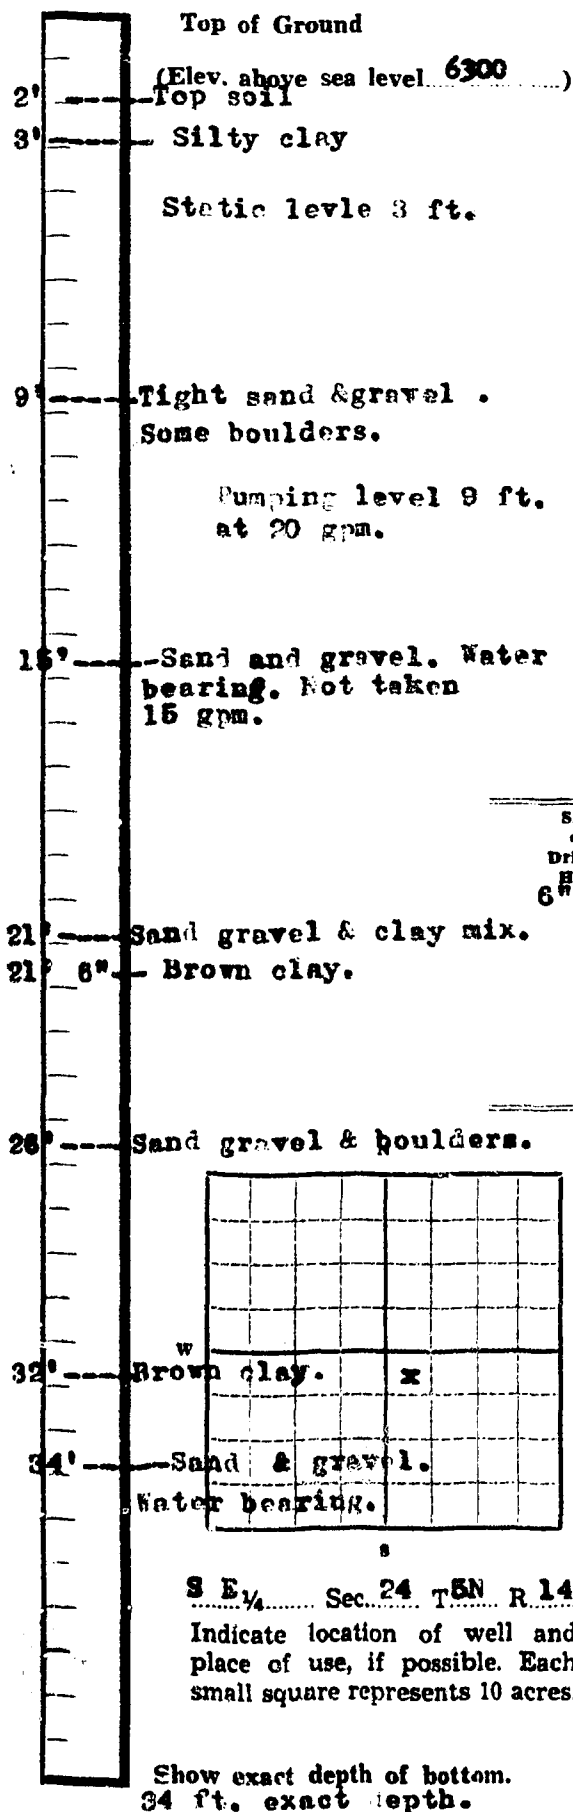 Top of Ground
(Elev. above sea level 6300 )
2' Top soil
3' Silty clay
Static levle 3 ft.
9' Tight sand &gravel .
Some boulders.
Pumping level 9 ft.
at 20 gpm.
15' Sand and gravel. Water
bearing. Not taken
15 gpm.
6"
21' Sand gravel & clay mix.
21' 6" Brown clay.
Sand gravel & boulders.
W
32' Brown clay. x
34' Sand & gravel.
Water bearing.
S
S E ¼ Sec. 24 T 5N R 14
Indicate location of well and
place of use, if possible. Each
small square represents 10 acres
Show exact depth of bottom.
34 ft. exact depth.